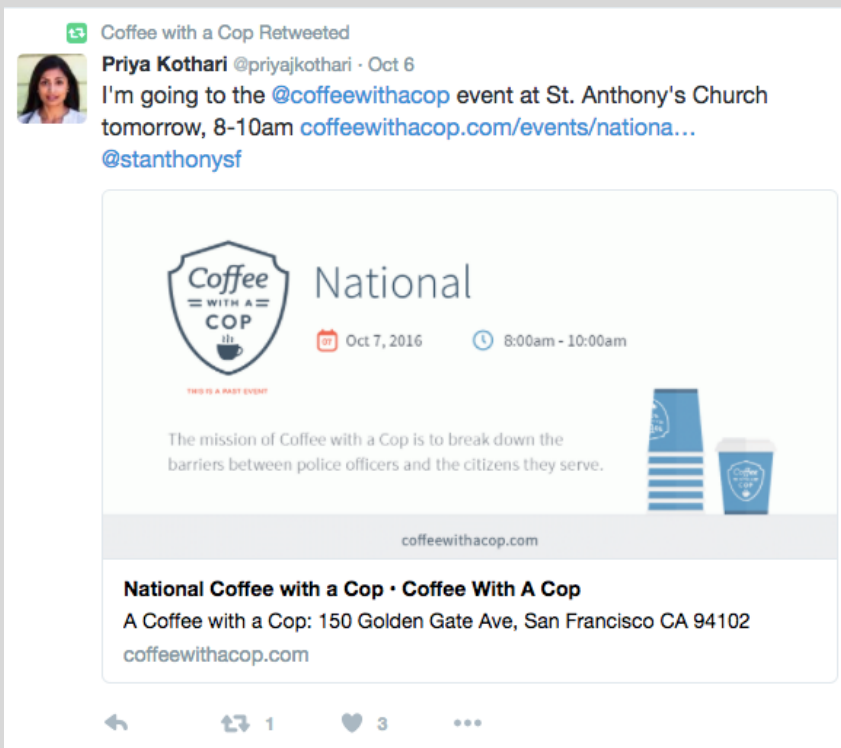 Coffee with a Cop Retweeted
Priya Kothari @priyajkothari · Oct 6
I'm going to the @coffeewithacop event at St. Anthony's Church
tomorrow, 8-10am coffeewithacop.com/events/nationa…
@stanthonysf
Coffee
WITH A
COP
National
07 Oct 7, 2016 8:00am - 10:00am
THIS IS A PAST EVENT
The mission of Coffee with a Cop is to break down the
barriers between police officers and the citizens they serve.
Coffee
WITH A
COP
coffeewithacop.com
National Coffee with a Cop · Coffee With A Cop
A Coffee with a Cop: 150 Golden Gate Ave, San Francisco CA 94102
coffeewithacop.com
1 3